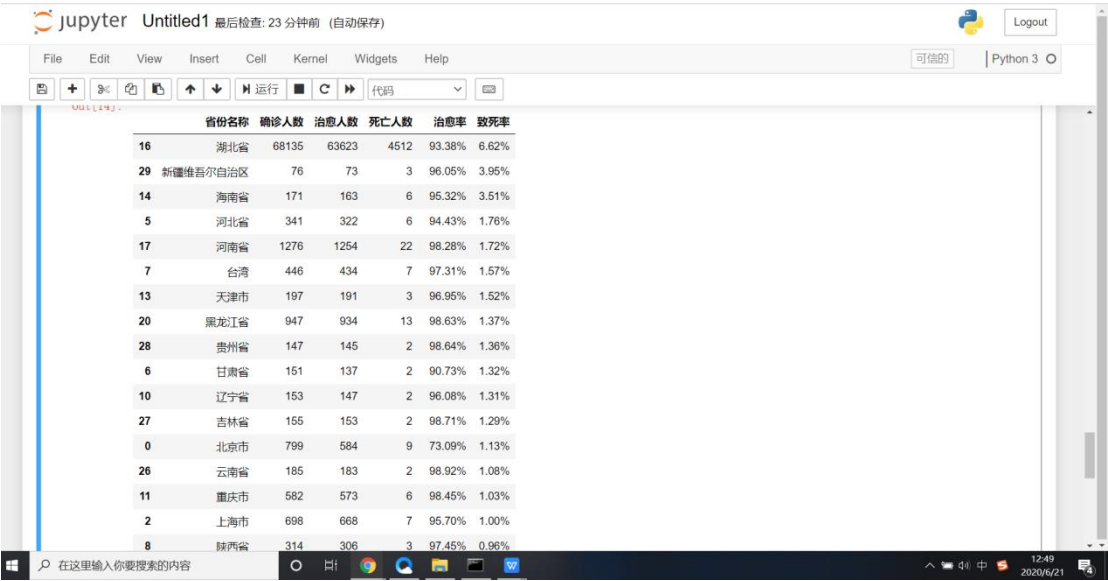 jupyter Untitled1 最后检查: 23 分钟前 (自动保存) Logout
File Edit View Insert Cell Kernel Widgets Help 可信的 Python 3
运行 代码
Out[14]:
省份名称 确诊人数 治愈人数 死亡人数 治愈率 致死率
16 湖北省 68135 63623 4512 93.38% 6.62%
29 新疆维吾尔自治区 76 73 3 96.05% 3.95%
14 海南省 171 163 6 95.32% 3.51%
5 河北省 341 322 6 94.43% 1.76%
17 河南省 1276 1254 22 98.28% 1.72%
7 台湾 446 434 7 97.31% 1.57%
13 天津市 197 191 3 96.95% 1.52%
20 黑龙江省 947 934 13 98.63% 1.37%
28 贵州省 147 145 2 98.64% 1.36%
6 甘肃省 151 137 2 90.73% 1.32%
10 辽宁省 153 147 2 96.08% 1.31%
27 吉林省 155 153 2 98.71% 1.29%
0 北京市 799 584 9 73.09% 1.13%
26 云南省 185 183 2 98.92% 1.08%
11 重庆市 582 573 6 98.45% 1.03%
2 上海市 698 668 7 95.70% 1.00%
8 陕西省 314 306 3 97.45% 0.96%
在这里输入你要搜索的内容 中 12:49
2020/6/21